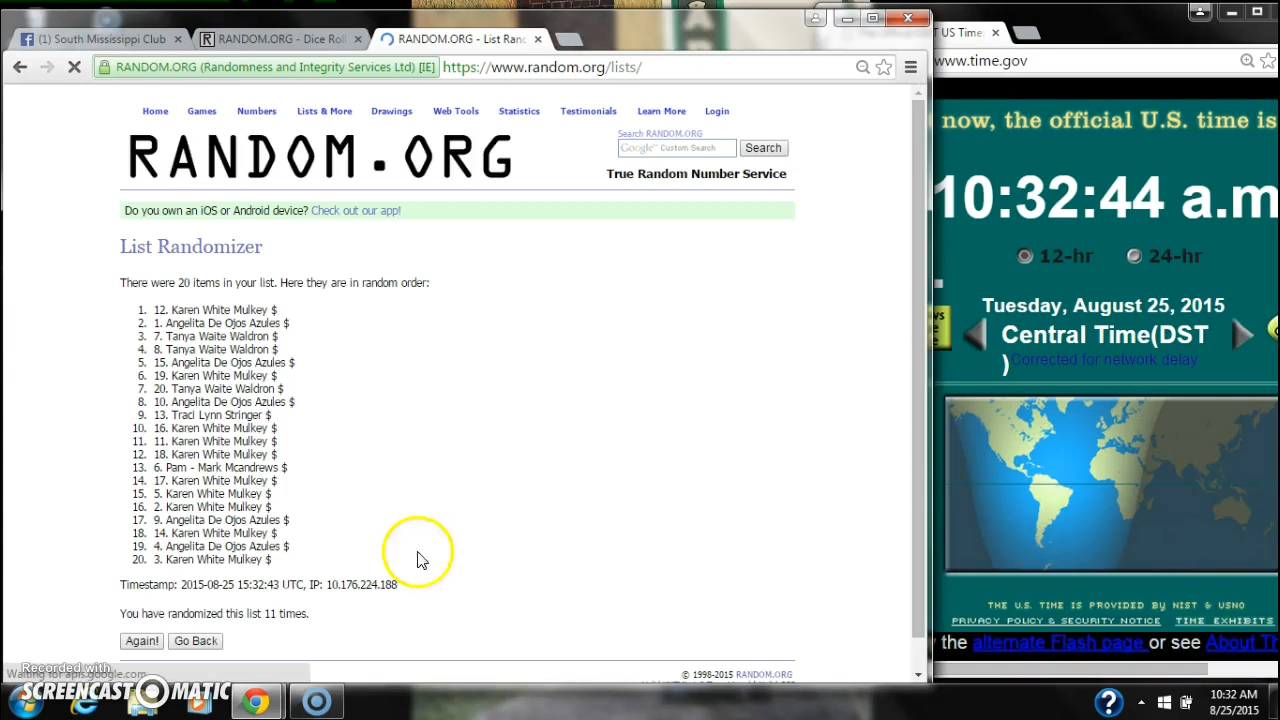 (1) South Mississippi Club
RANDOM.ORG - Dice Roll
RANDOM.ORG - List Ran
T US Time:
RANDOM.ORG (Randomness and Integrity Services Ltd) [IE]
https://www.random.org/lists/
www.time.gov
Home Games Numbers Lists & More Drawings Web Tools Statistics Testimonials Learn More Login
RANDOM.ORG
Search RANDOM.ORG
Google™ Custom Search
Search
True Random Number Service
Do you own an iOS or Android device? Check out our app!
List Randomizer
There were 20 items in your list. Here they are in random order:
1. 12. Karen White Mulkey $
2. 1. Angelita De Ojos Azules $
3. 7. Tanya Waite Waldron $
4. 8. Tanya Waite Waldron $
5. 15. Angelita De Ojos Azules $
6. 19. Karen White Mulkey $
7. 20. Tanya Waite Waldron $
8. 10. Angelita De Ojos Azules $
9. 13. Traci Lynn Stringer $
10. 16. Karen White Mulkey $
11. 11. Karen White Mulkey $
12. 18. Karen White Mulkey $
13. 6. Pam - Mark Mcandrews $
14. 17. Karen White Mulkey $
15. 5. Karen White Mulkey $
16. 2. Karen White Mulkey $
17. 9. Angelita De Ojos Azules $
18. 14. Karen White Mulkey $
19. 4. Angelita De Ojos Azules $
20. 3. Karen White Mulkey $
Timestamp: 2015-08-25 15:32:43 UTC, IP: 10.176.224.188
You have randomized this list 11 times.
Again! Go Back
© 1998-2015 RANDOM.ORG
Waiting for apis.google.com
now, the official U.S. time is
10:32:44 a.m
12-hr 24-hr
Tuesday, August 25, 2015
Central Time(DST
)
Corrected for network delay
THE U.S. TIME IS PROVIDED BY NIST & USNO
PRIVACY POLICY & SECURITY NOTICE TIME EXHIBITS
the alternate Flash page or see About Th
Recorded with
SCREENCAST-O-MATIC
10:32 AM
8/25/2015